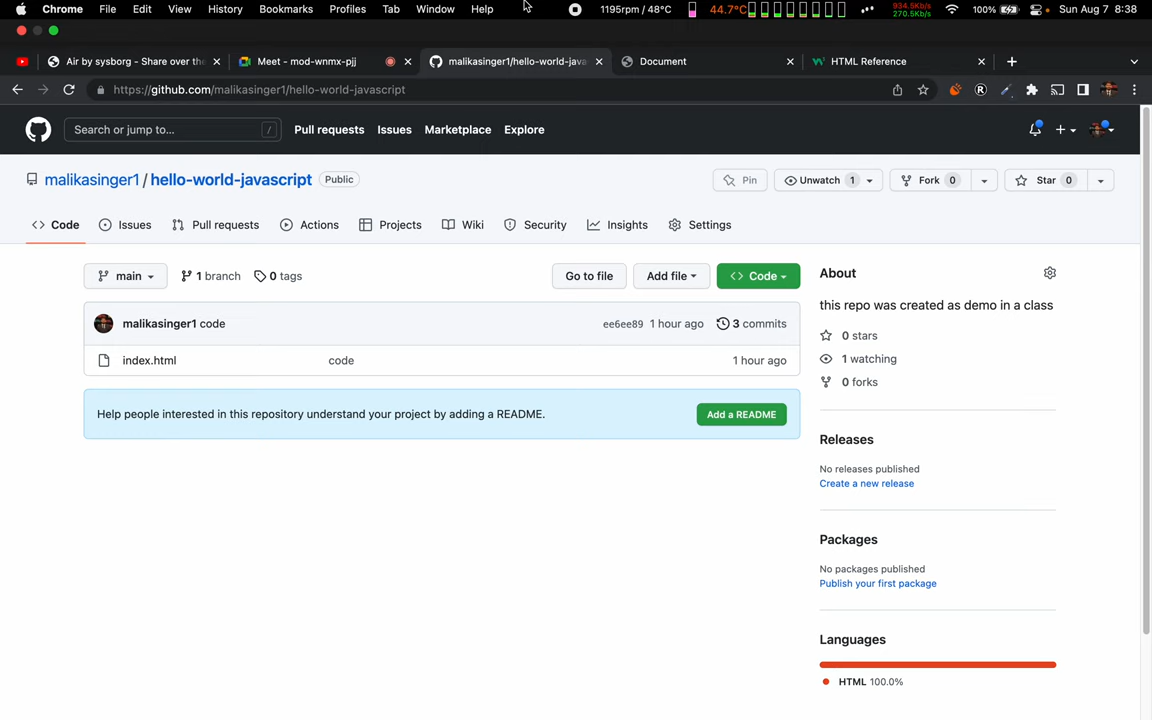 Chrome File Edit View History Bookmarks Profiles Tab Window Help 1195rpm / 48°C 44.7°C 934.5Kb/s 270.5Kb/s 100% Sun Aug 7 8:38
Air by sysborg - Share over the Meet - mod-wnmx-pjj malikasinger1/hello-world-java Document HTML Reference
https://github.com/malikasinger1/hello-world-javascript
Search or jump to... / Pull requests Issues Marketplace Explore
malikasinger1 / hello-world-javascript Public Pin Unwatch 1 Fork 0 Star 0
<> Code Issues Pull requests Actions Projects Wiki Security Insights Settings
main 1 branch 0 tags Go to file Add file <> Code
malikasinger1 code ee6ee89 1 hour ago 3 commits
index.html code 1 hour ago
Help people interested in this repository understand your project by adding a README. Add a README
About
this repo was created as demo in a class
0 stars
1 watching
0 forks
Releases
No releases published
Create a new release
Packages
No packages published
Publish your first package
Languages
HTML 100.0%